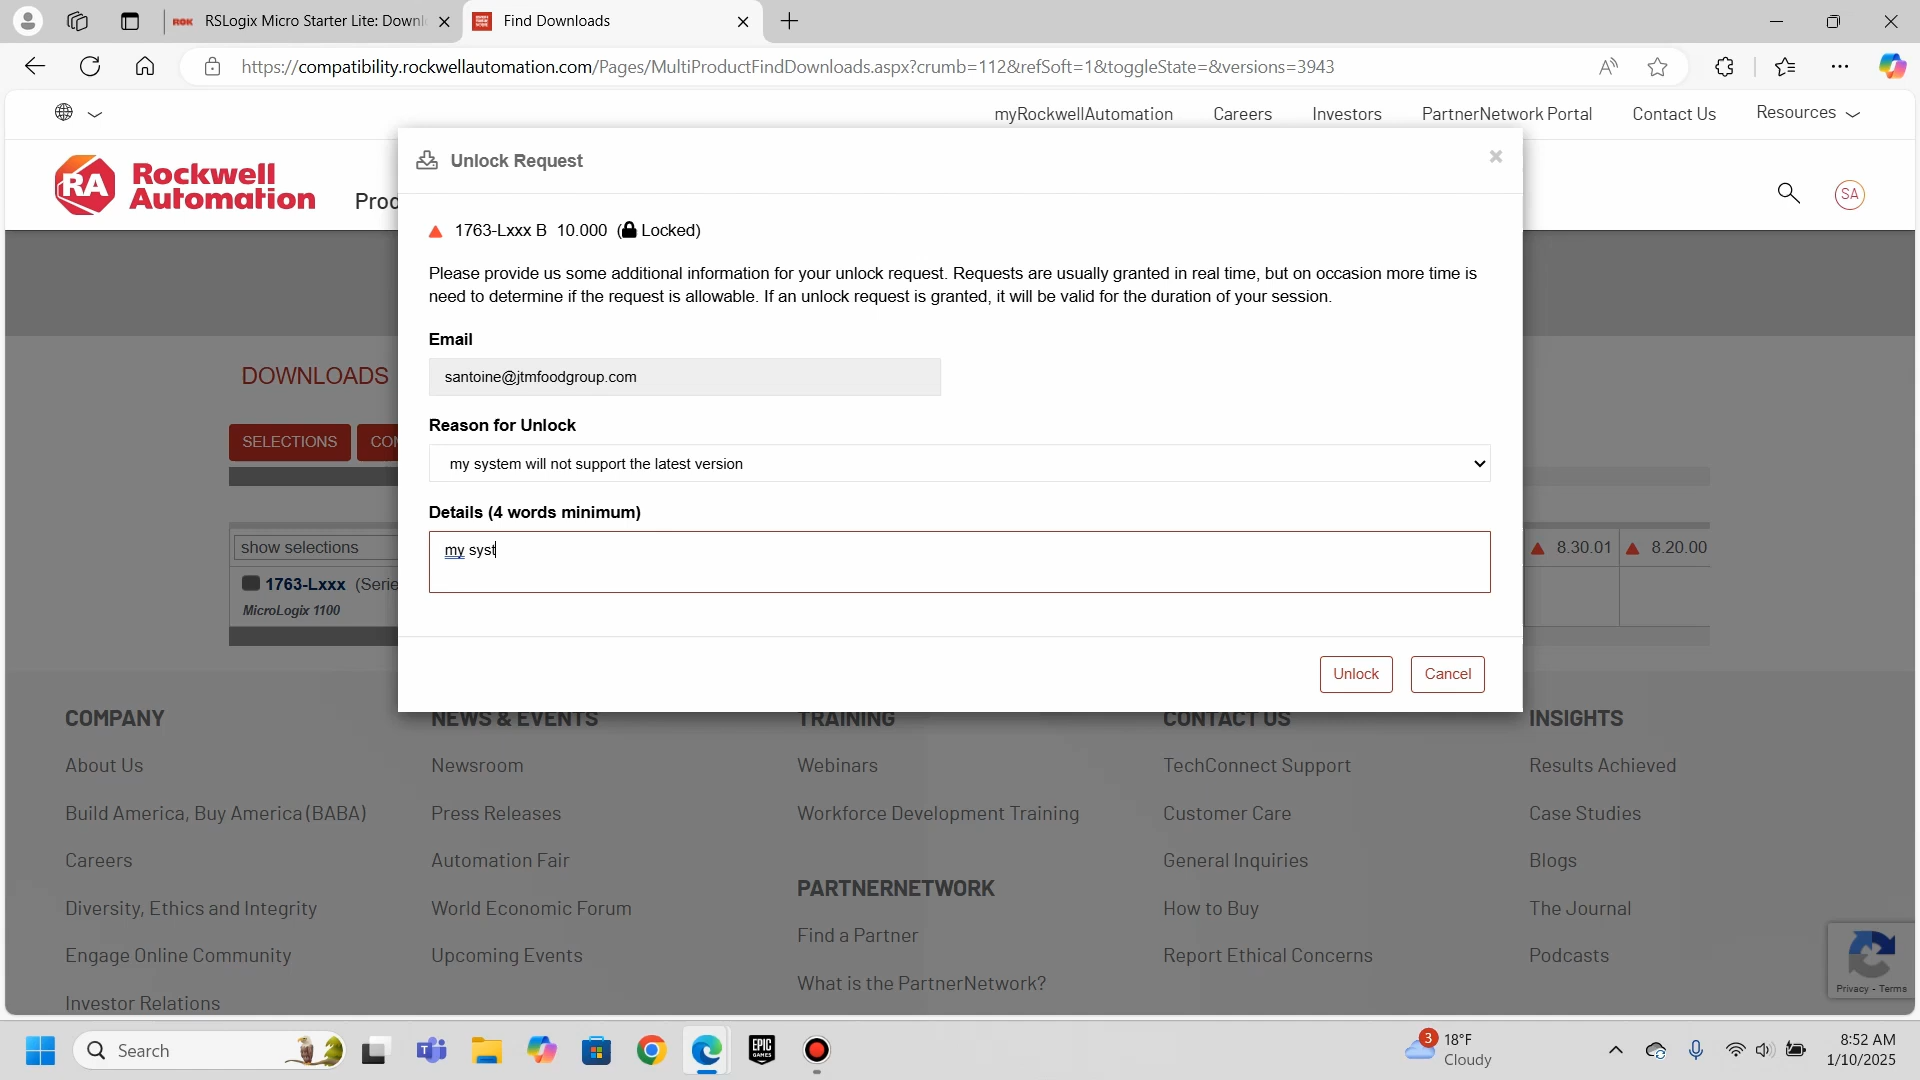 RSLogix Micro Starter Lite: Downl
Find Downloads
https://compatibility.rockwellautomation.com/Pages/MultiProductFindDownloads.aspx?crumb=112&refSoft=1&toggleState=&versions=3943
myRockwellAutomation Careers Investors PartnerNetwork Portal Contact Us Resources
RA Rockwell Automation
Prod
SA
Unlock Request
1763-Lxxx B 10.000 (Locked)
Please provide us some additional information for your unlock request. Requests are usually granted in real time, but on occasion more time is
need to determine if the request is allowable. If an unlock request is granted, it will be valid for the duration of your session.
Email
santoine@jtmfoodgroup.com
Reason for Unlock
my system will not support the latest version
Details (4 words minimum)
my syst
Unlock Cancel
DOWNLOADS
SELECTIONS COM
show selections
8.30.01 8.20.00
1763-Lxxx (Serie
MicroLogix 1100
COMPANY
About Us
Build America, Buy America (BABA)
Careers
Diversity, Ethics and Integrity
Engage Online Community
Investor Relations
NEWS & EVENTS
Newsroom
Press Releases
Automation Fair
World Economic Forum
Upcoming Events
TRAINING
Webinars
Workforce Development Training
PARTNERNETWORK
Find a Partner
What is the PartnerNetwork?
CONTACT US
TechConnect Support
Customer Care
General Inquiries
How to Buy
Report Ethical Concerns
INSIGHTS
Results Achieved
Case Studies
Blogs
The Journal
Podcasts
Privacy - Terms
Search
EPIC GAMES
3
18°F
Cloudy
8:52 AM
1/10/2025